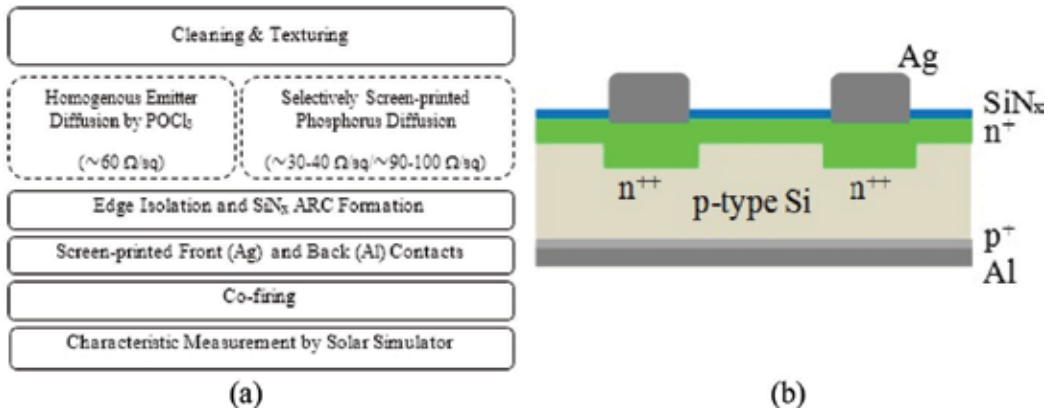 Cleaning & Texturing
Homogenous Emitter
Diffusion by POCl₃
(~60 Ω/sq)
Selectively Screen-printed
Phosphorus Diffusion
(~30-40 Ω/sq/~90-100 Ω/sq)
Edge Isolation and SiNₓ ARC Formation
Screen-printed Front (Ag) and Back (Al) Contacts
Co-firing
Characteristic Measurement by Solar Simulator
(a)
Ag
SiNₓ
n⁺
n⁺⁺
n⁺⁺
p-type Si
p⁺
Al
(b)